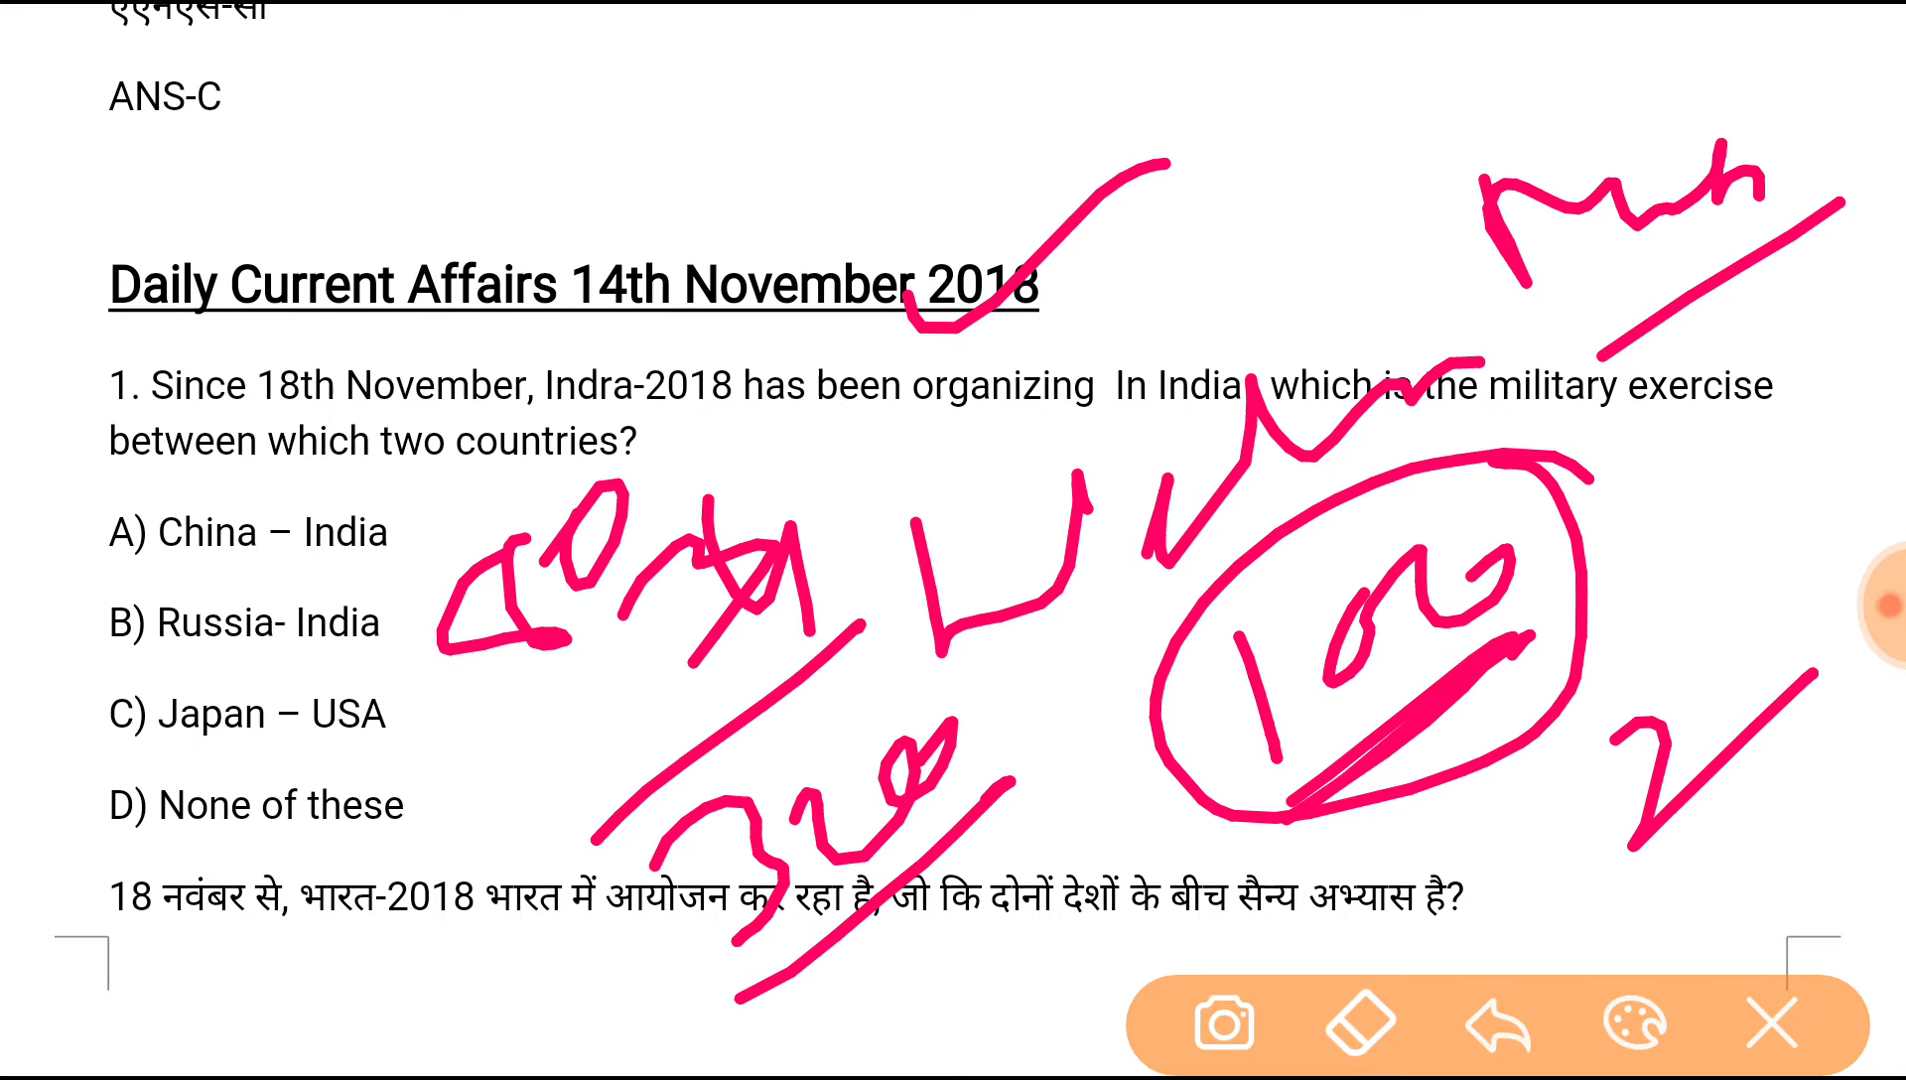 ANS-C
Daily Current Affairs 14th November 2018
1. Since 18th November, Indra-2018 has been organizing In India, which is the military exercise
between which two countries?
A) China – India
B) Russia- India
C) Japan – USA
D) None of these
18 नवंबर से, भारत-2018 भारत में आयोजन कर रहा है, जो कि दोनों देशों के बीच सैन्य अभ्यास है?